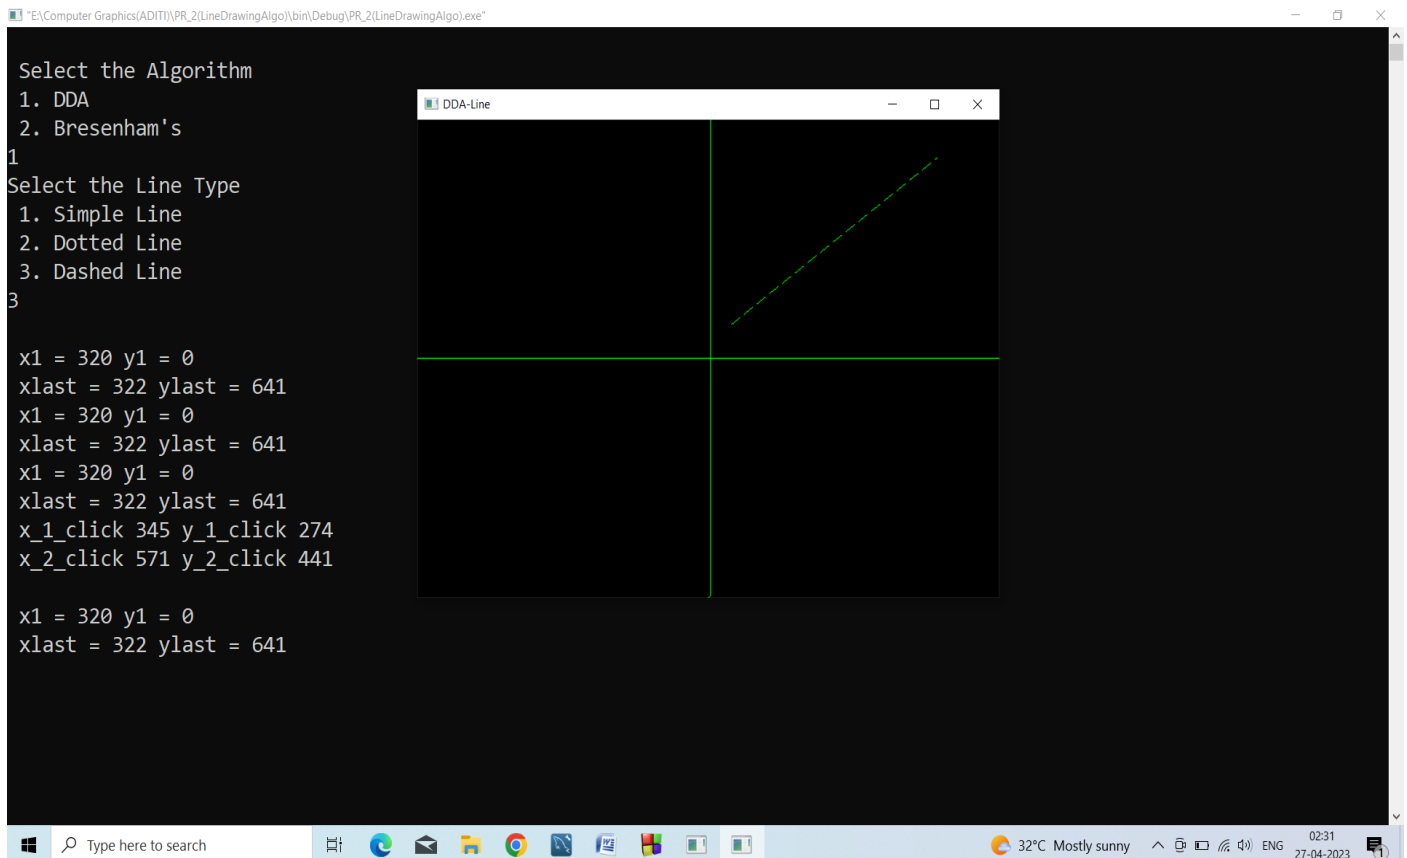 "E:\Computer Graphics(ADITI)\PR_2(LineDrawingAlgo)\bin\Debug\PR_2(LineDrawingAlgo).exe"
Select the Algorithm
1. DDA
2. Bresenham's
1
Select the Line Type
1. Simple Line
2. Dotted Line
3. Dashed Line
3
x1 = 320 y1 = 0
xlast = 322 ylast = 641
x1 = 320 y1 = 0
xlast = 322 ylast = 641
x1 = 320 y1 = 0
xlast = 322 ylast = 641
x_1_click 345 y_1_click 274
x_2_click 571 y_2_click 441
x1 = 320 y1 = 0
xlast = 322 ylast = 641
DDA-Line
Type here to search
32°C Mostly sunny
ENG
02:31
27-04-2023
1